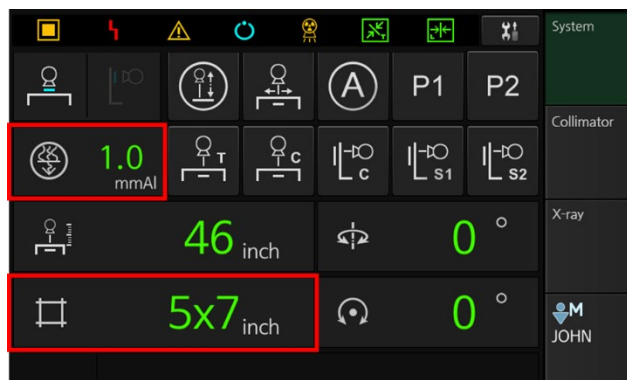 System
A
P1
P2
Collimator
1.0
mmAl
T
C
C
S1
S2
X-ray
46 inch
0 °
5x7 inch
0 °
M
JOHN